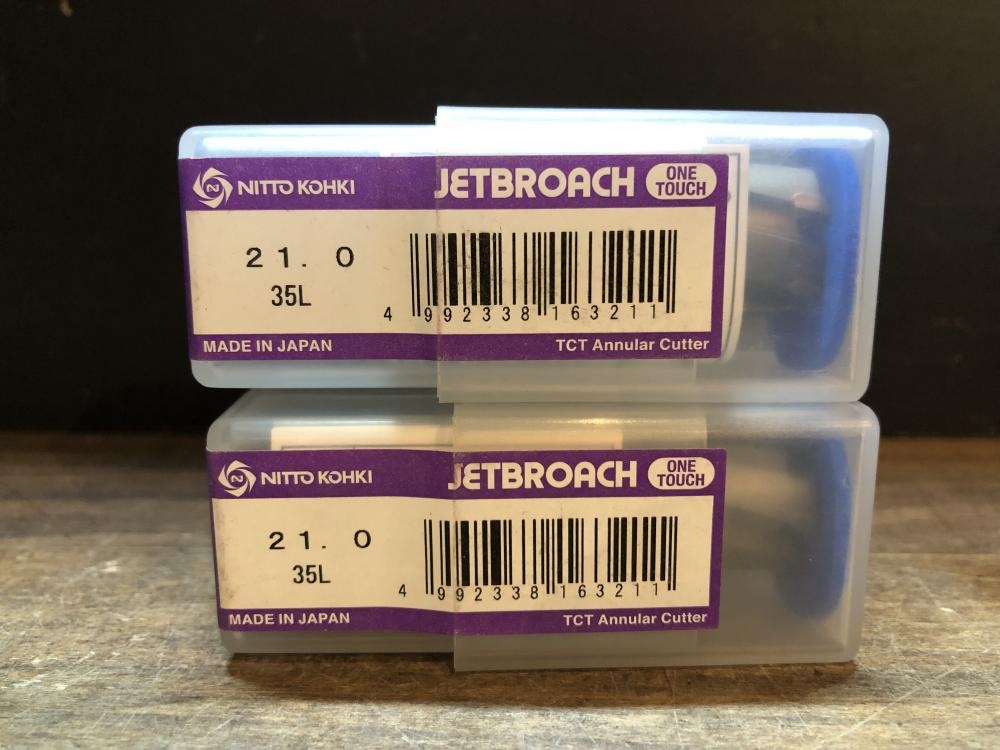 NITTO KOHKI JETBROACH ONE TOUCH
21.0
35L
4 992338 163211
MADE IN JAPAN TCT Annular Cutter
NITTO KOHKI JETBROACH ONE TOUCH
21.0
35L
4 992338 163211
MADE IN JAPAN TCT Annular Cutter